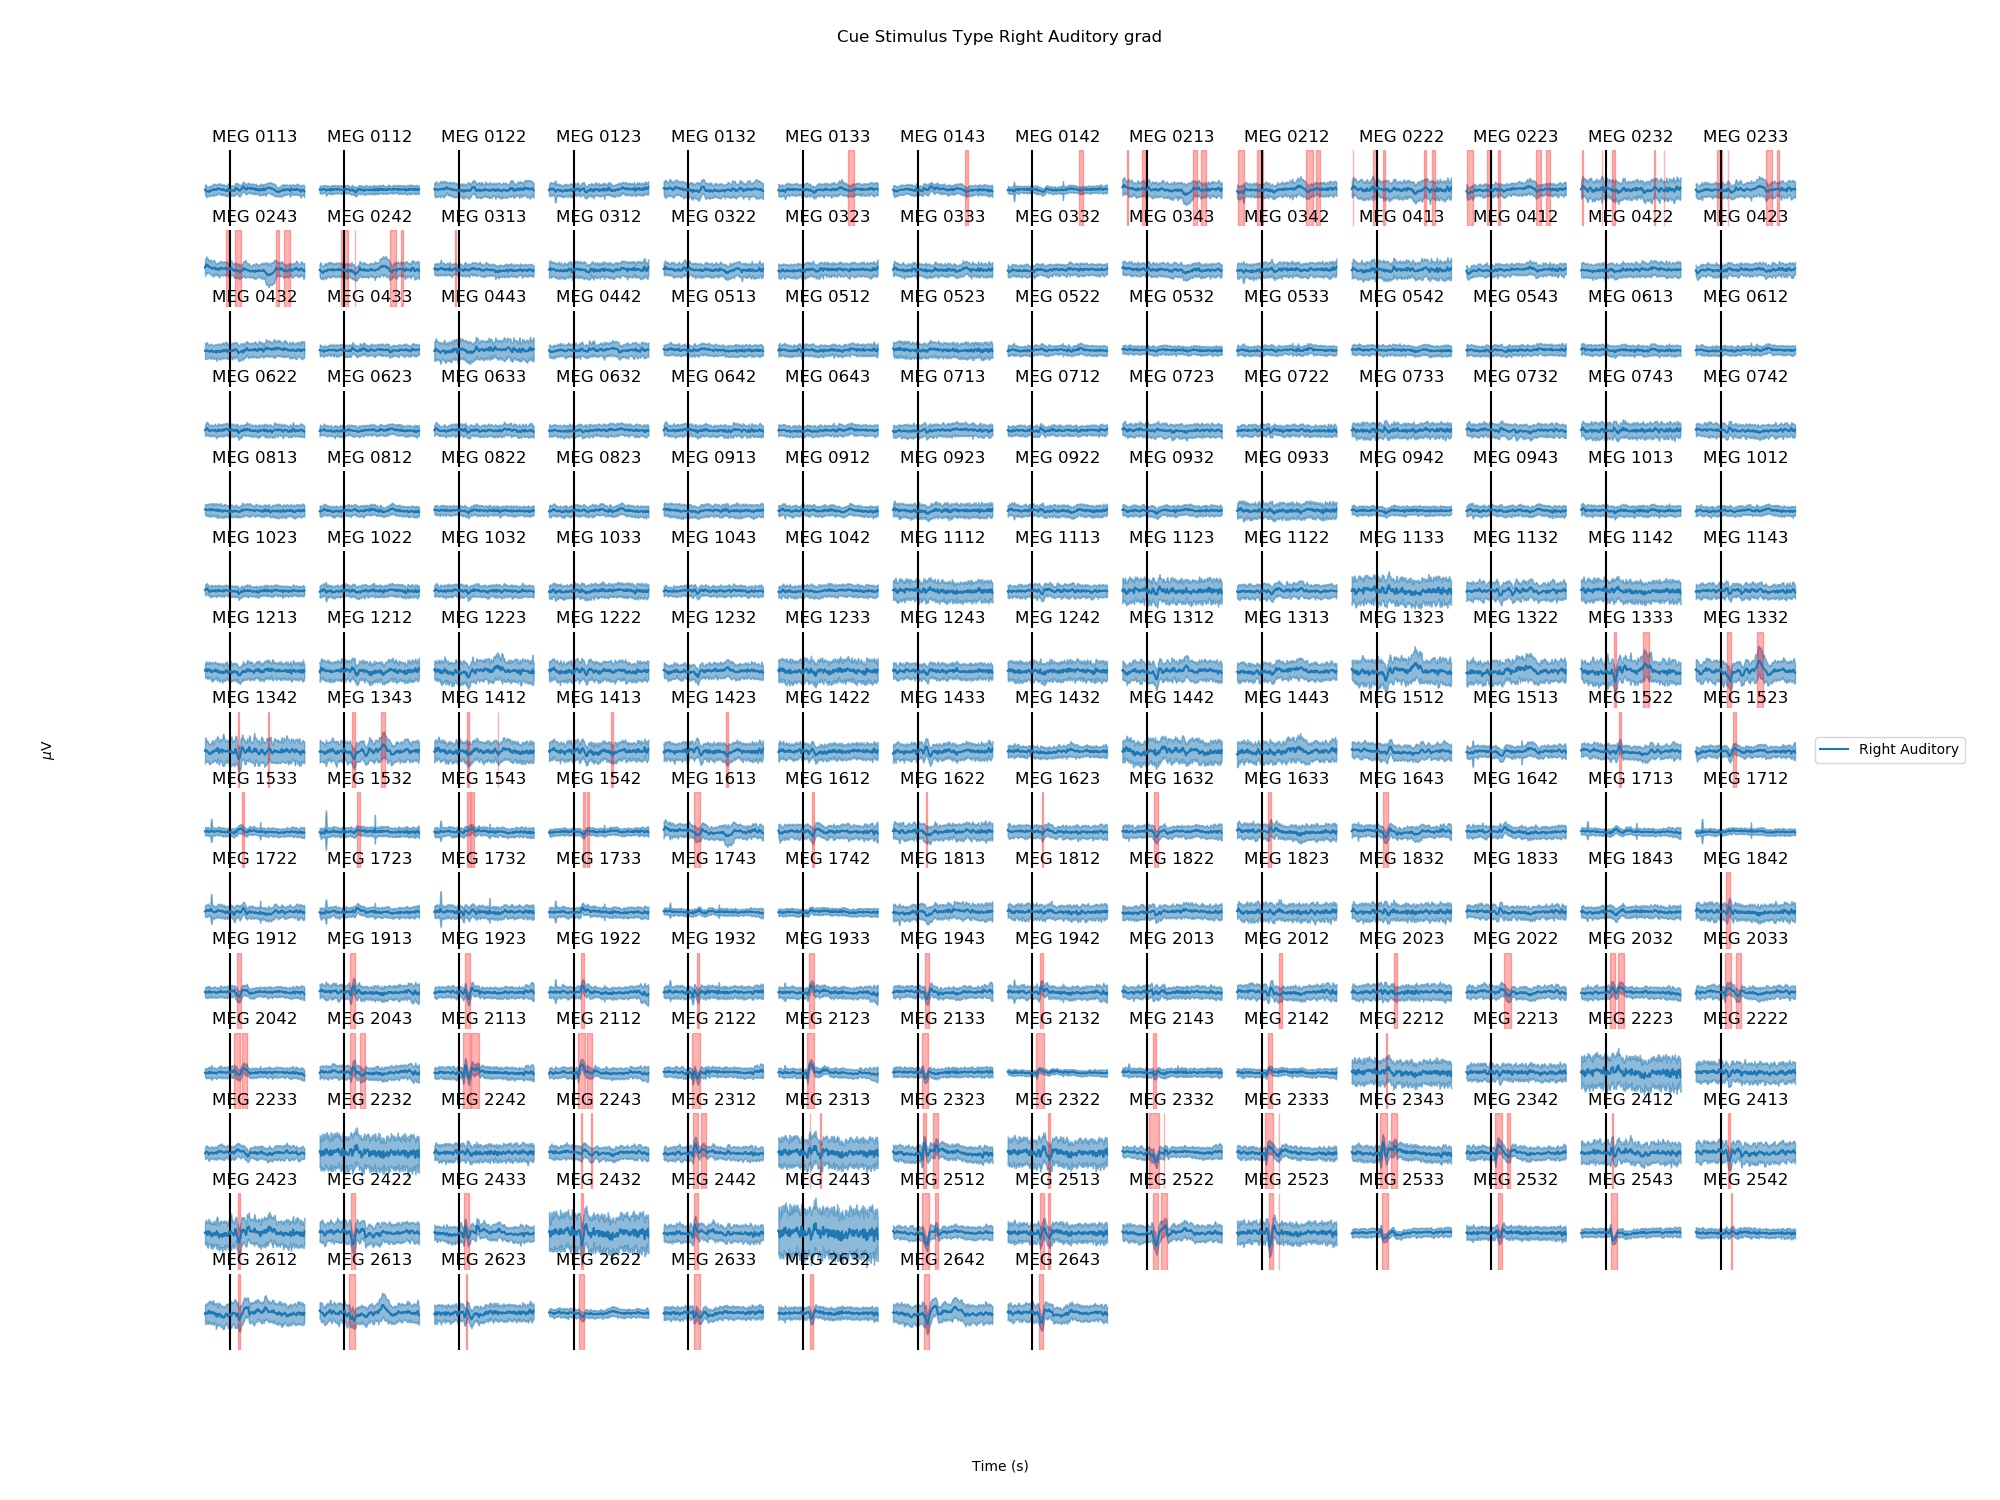 Cue Stimulus Type Right Auditory grad
MEG 0113 MEG 0112 MEG 0122 MEG 0123 MEG 0132 MEG 0133 MEG 0143 MEG 0142 MEG 0213 MEG 0212 MEG 0222 MEG 0223 MEG 0232 MEG 0233
MEG 0243 MEG 0242 MEG 0313 MEG 0312 MEG 0322 MEG 0323 MEG 0333 MEG 0332 MEG 0343 MEG 0342 MEG 0413 MEG 0412 MEG 0422 MEG 0423
MEG 0432 MEG 0433 MEG 0443 MEG 0442 MEG 0513 MEG 0512 MEG 0523 MEG 0522 MEG 0532 MEG 0533 MEG 0542 MEG 0543 MEG 0613 MEG 0612
MEG 0622 MEG 0623 MEG 0633 MEG 0632 MEG 0642 MEG 0643 MEG 0713 MEG 0712 MEG 0723 MEG 0722 MEG 0733 MEG 0732 MEG 0743 MEG 0742
MEG 0813 MEG 0812 MEG 0822 MEG 0823 MEG 0913 MEG 0912 MEG 0923 MEG 0922 MEG 0932 MEG 0933 MEG 0942 MEG 0943 MEG 1013 MEG 1012
MEG 1023 MEG 1022 MEG 1032 MEG 1033 MEG 1043 MEG 1042 MEG 1112 MEG 1113 MEG 1123 MEG 1122 MEG 1133 MEG 1132 MEG 1142 MEG 1143
MEG 1213 MEG 1212 MEG 1223 MEG 1222 MEG 1232 MEG 1233 MEG 1243 MEG 1242 MEG 1312 MEG 1313 MEG 1323 MEG 1322 MEG 1333 MEG 1332
MEG 1342 MEG 1343 MEG 1412 MEG 1413 MEG 1423 MEG 1422 MEG 1433 MEG 1432 MEG 1442 MEG 1443 MEG 1512 MEG 1513 MEG 1522 MEG 1523
μV
Right Auditory
MEG 1533 MEG 1532 MEG 1543 MEG 1542 MEG 1613 MEG 1612 MEG 1622 MEG 1623 MEG 1632 MEG 1633 MEG 1643 MEG 1642 MEG 1713 MEG 1712
MEG 1722 MEG 1723 MEG 1732 MEG 1733 MEG 1743 MEG 1742 MEG 1813 MEG 1812 MEG 1822 MEG 1823 MEG 1832 MEG 1833 MEG 1843 MEG 1842
MEG 1912 MEG 1913 MEG 1923 MEG 1922 MEG 1932 MEG 1933 MEG 1943 MEG 1942 MEG 2013 MEG 2012 MEG 2023 MEG 2022 MEG 2032 MEG 2033
MEG 2042 MEG 2043 MEG 2113 MEG 2112 MEG 2122 MEG 2123 MEG 2133 MEG 2132 MEG 2143 MEG 2142 MEG 2212 MEG 2213 MEG 2223 MEG 2222
MEG 2233 MEG 2232 MEG 2242 MEG 2243 MEG 2312 MEG 2313 MEG 2323 MEG 2322 MEG 2332 MEG 2333 MEG 2343 MEG 2342 MEG 2412 MEG 2413
MEG 2423 MEG 2422 MEG 2433 MEG 2432 MEG 2442 MEG 2443 MEG 2512 MEG 2513 MEG 2522 MEG 2523 MEG 2533 MEG 2532 MEG 2543 MEG 2542
MEG 2612 MEG 2613 MEG 2623 MEG 2622 MEG 2633 MEG 2632 MEG 2642 MEG 2643
Time (s)